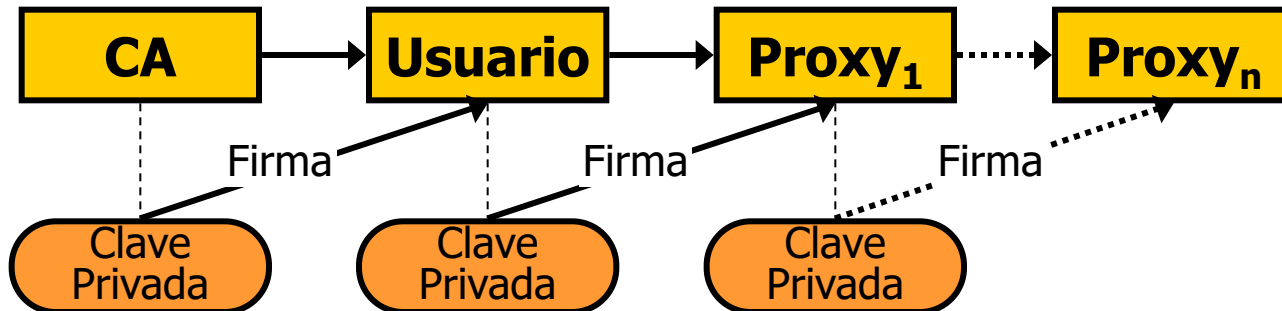 CA
Usuario
Proxy1
Proxyn
Firma
Firma
Firma
Clave
Privada
Clave
Privada
Clave
Privada